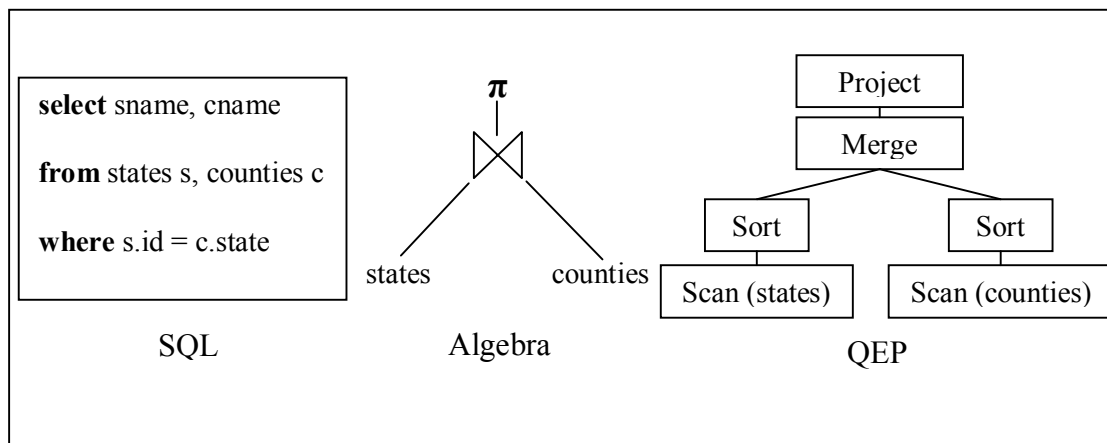 select sname, cname
from states s, counties c
where s.id = c.state
SQL
π
states
counties
Algebra
Project
Merge
Sort
Sort
Scan (states)
Scan (counties)
QEP